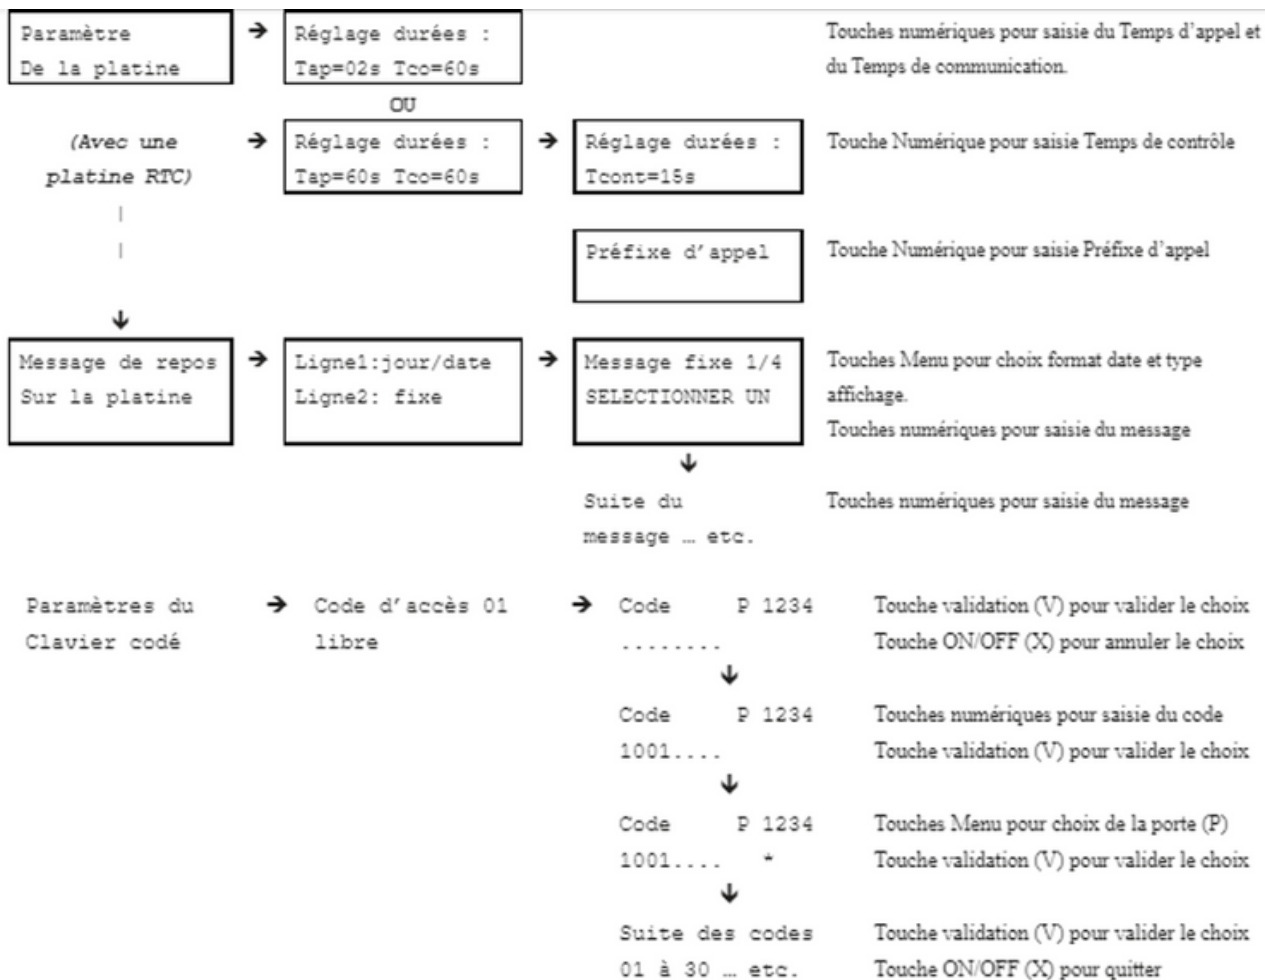 Paramètre
De la platine
➔
Réglage durées :
Tap=02s Tco=60s
Touches numériques pour saisie du Temps d'appel et
du Temps de communication.
OU
(Avec une
platine RTC)
➔
Réglage durées :
Tap=60s Tco=60s
➔
Réglage durées :
Tcont=15s
Touche Numérique pour saisie Temps de contrôle
|
|
Préfixe d'appel
Touche Numérique pour saisie Préfixe d'appel
Message de repos
Sur la platine
➔
Ligne1:jour/date
Ligne2: fixe
➔
Message fixe 1/4
SELECTIONNER UN
Touches Menu pour choix format date et type
affichage.
Touches numériques pour saisie du message
Suite du
message … etc.
Touches numériques pour saisie du message
Paramètres du
Clavier codé
➔
Code d'accès 01
libre
➔
Code P 1234
........
Touche validation (V) pour valider le choix
Touche ON/OFF (X) pour annuler le choix
Code P 1234
1001....
Touches numériques pour saisie du code
Touche validation (V) pour valider le choix
Code P 1234
1001.... *
Touches Menu pour choix de la porte (P)
Touche validation (V) pour valider le choix
Suite des codes
01 à 30 … etc.
Touche validation (V) pour valider le choix
Touche ON/OFF (X) pour quitter